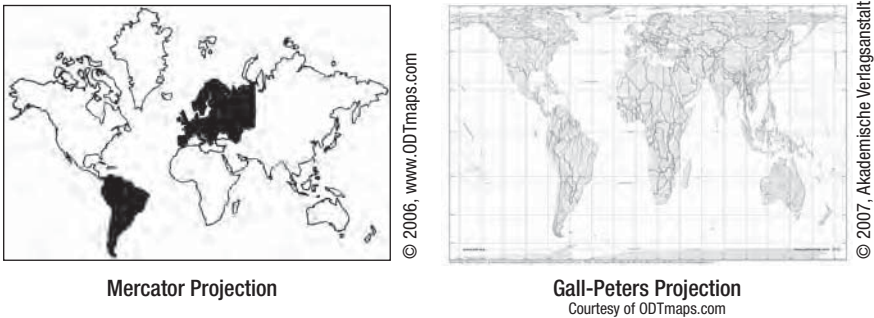 © 2006, www.ODTmaps.com
© 2007, Akademische Verlagsanstalt
Mercator Projection
Gall-Peters Projection
Courtesy of ODTmaps.com